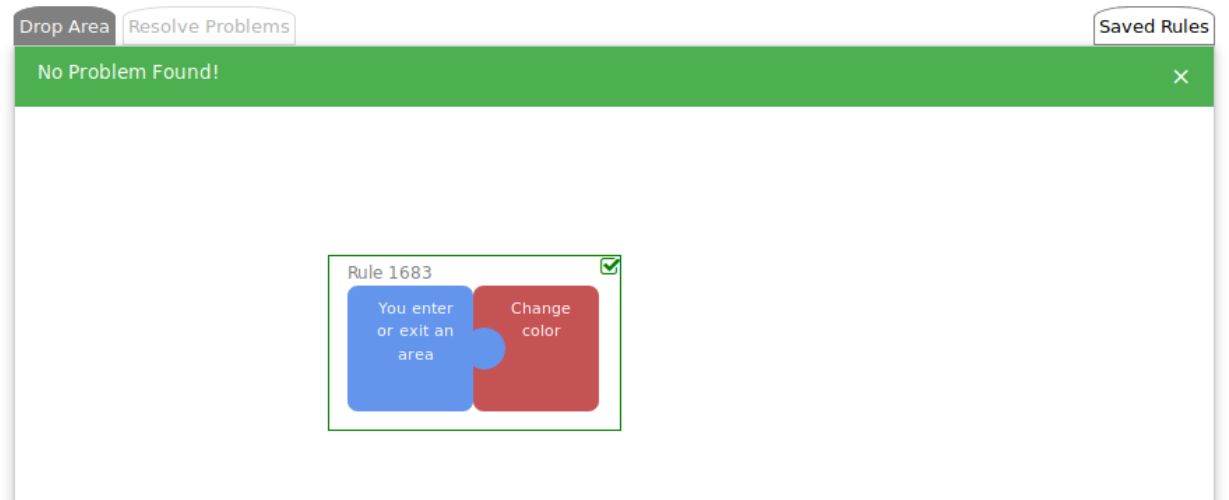 Drop Area
Resolve Problems
Saved Rules
No Problem Found!
×
Rule 1683
You enter
or exit an
area
Change
color